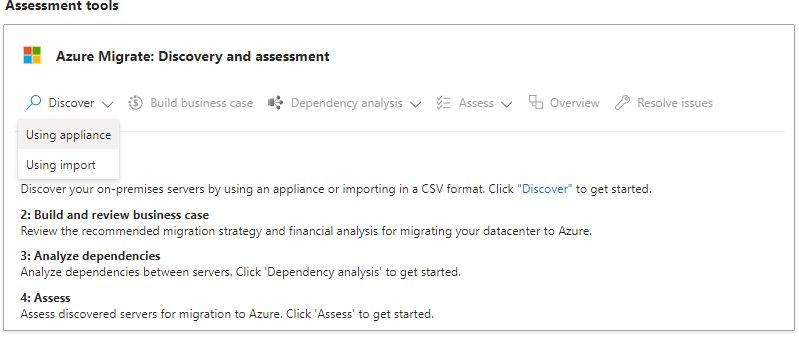 Assessment tools
Azure Migrate: Discovery and assessment
Discover Build business case Dependency analysis Assess Overview Resolve issues
Using appliance
Using import
Discover your on-premises servers by using an appliance or importing in a CSV format. Click "Discover" to get started.
2: Build and review business case
Review the recommended migration strategy and financial analysis for migrating your datacenter to Azure.
3: Analyze dependencies
Analyze dependencies between servers. Click 'Dependency analysis' to get started.
4: Assess
Assess discovered servers for migration to Azure. Click 'Assess' to get started.